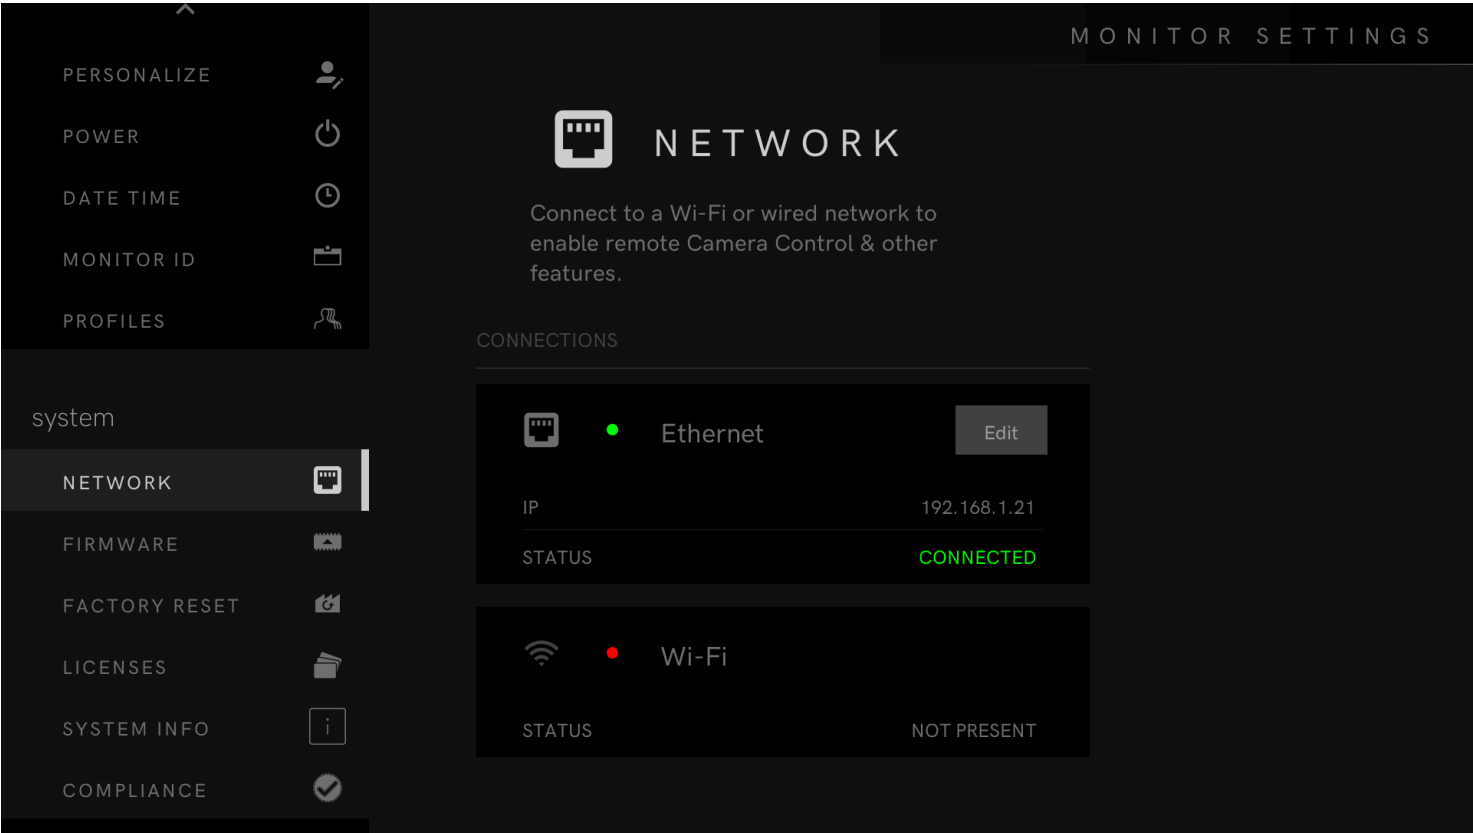 MONITOR SETTINGS
PERSONALIZE
POWER
DATE TIME
MONITOR ID
PROFILES
system
NETWORK
FIRMWARE
FACTORY RESET
LICENSES
SYSTEM INFO
i
COMPLIANCE
NETWORK
Connect to a Wi-Fi or wired network to
enable remote Camera Control & other
features.
CONNECTIONS
Ethernet
Edit
IP 192.168.1.21
STATUS CONNECTED
Wi-Fi
STATUS NOT PRESENT